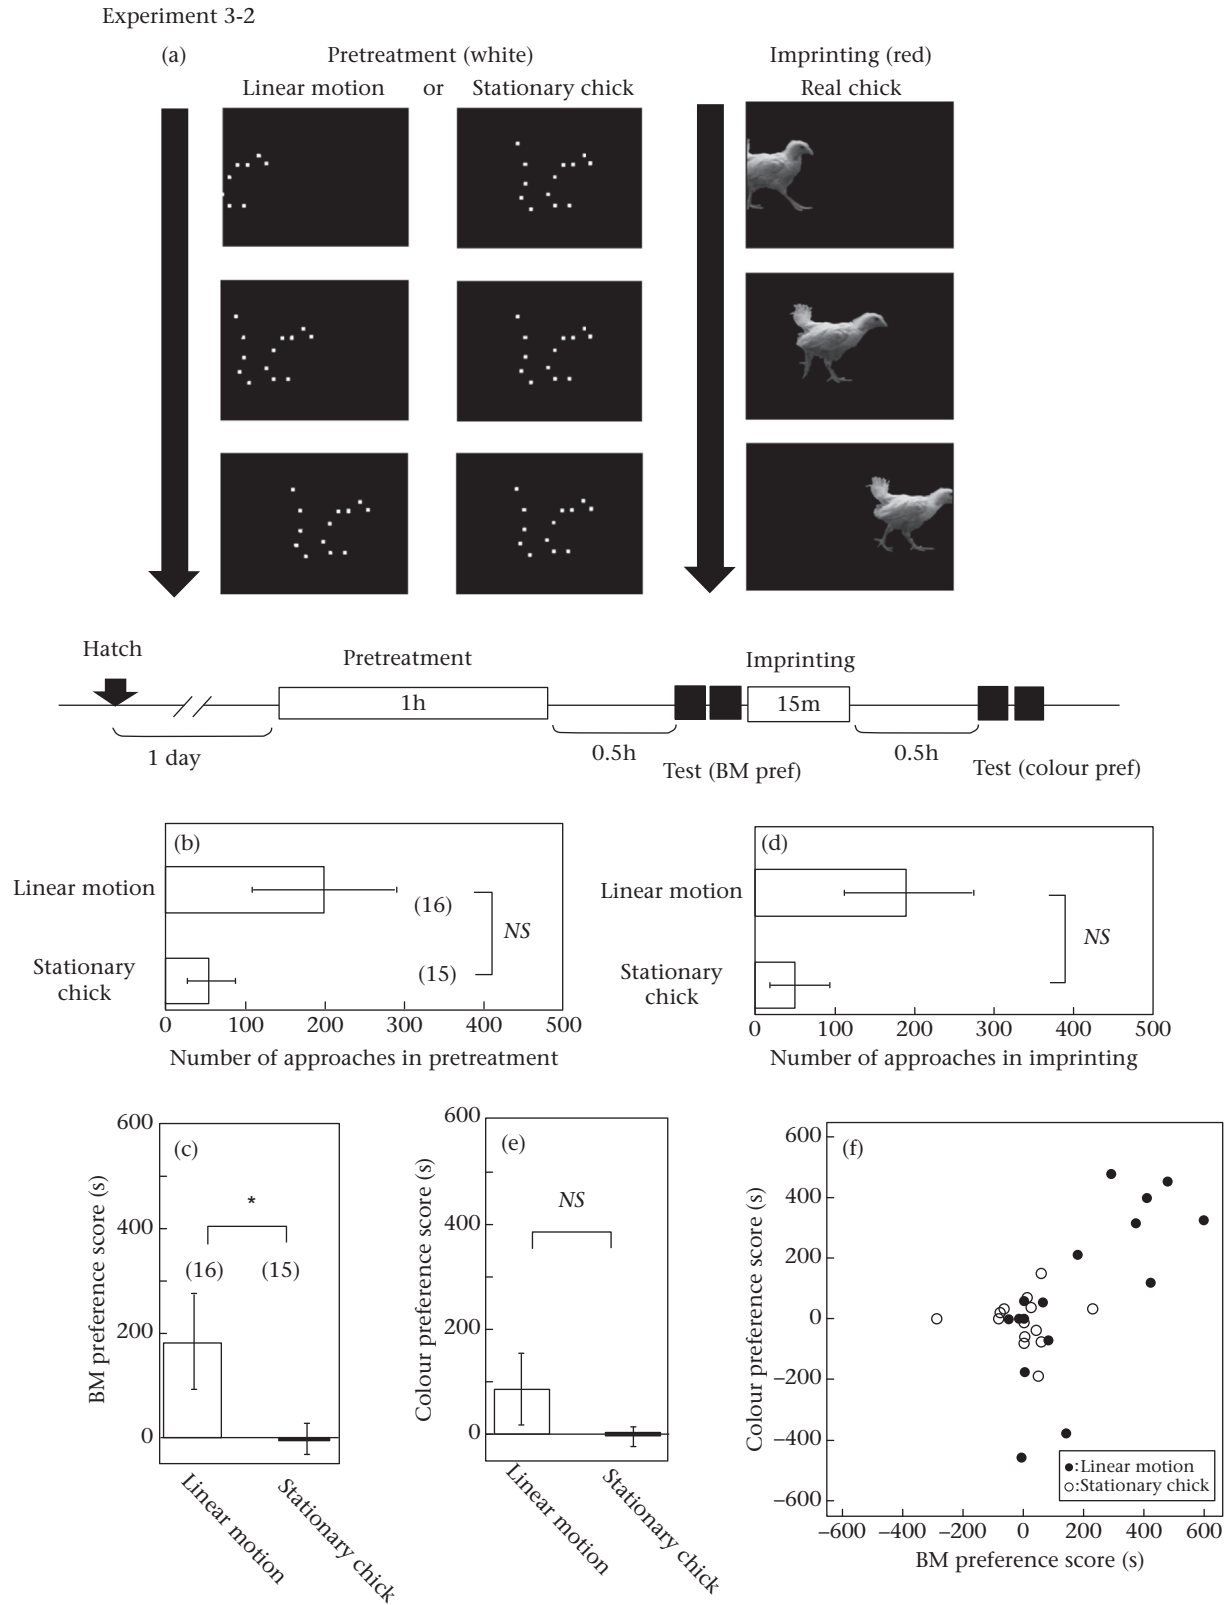 Experiment 3-2
(a)
Pretreatment (white)
Imprinting (red)
Linear motion or Stationary chick
Real chick
Hatch
Pretreatment
Imprinting
1h
15m
1 day
0.5h
0.5h
Test (BM pref)
Test (colour pref)
(b)
Linear motion
(16)
NS
Stationary
chick
(15)
0 100 200 300 400 500
Number of approaches in pretreatment
(d)
Linear motion
NS
Stationary
chick
0 100 200 300 400 500
Number of approaches in imprinting
(c)
BM preference score (s)
600
400
200
0
*
(16) (15)
Linear motion
Stationary chick
(e)
Colour preference score (s)
600
400
200
0
NS
Linear motion
Stationary chick
(f)
Colour preference score (s)
600
400
200
0
−200
−400
−600
●:Linear motion
○:Stationary chick
−600 −400 −200 0 200 400 600
BM preference score (s)